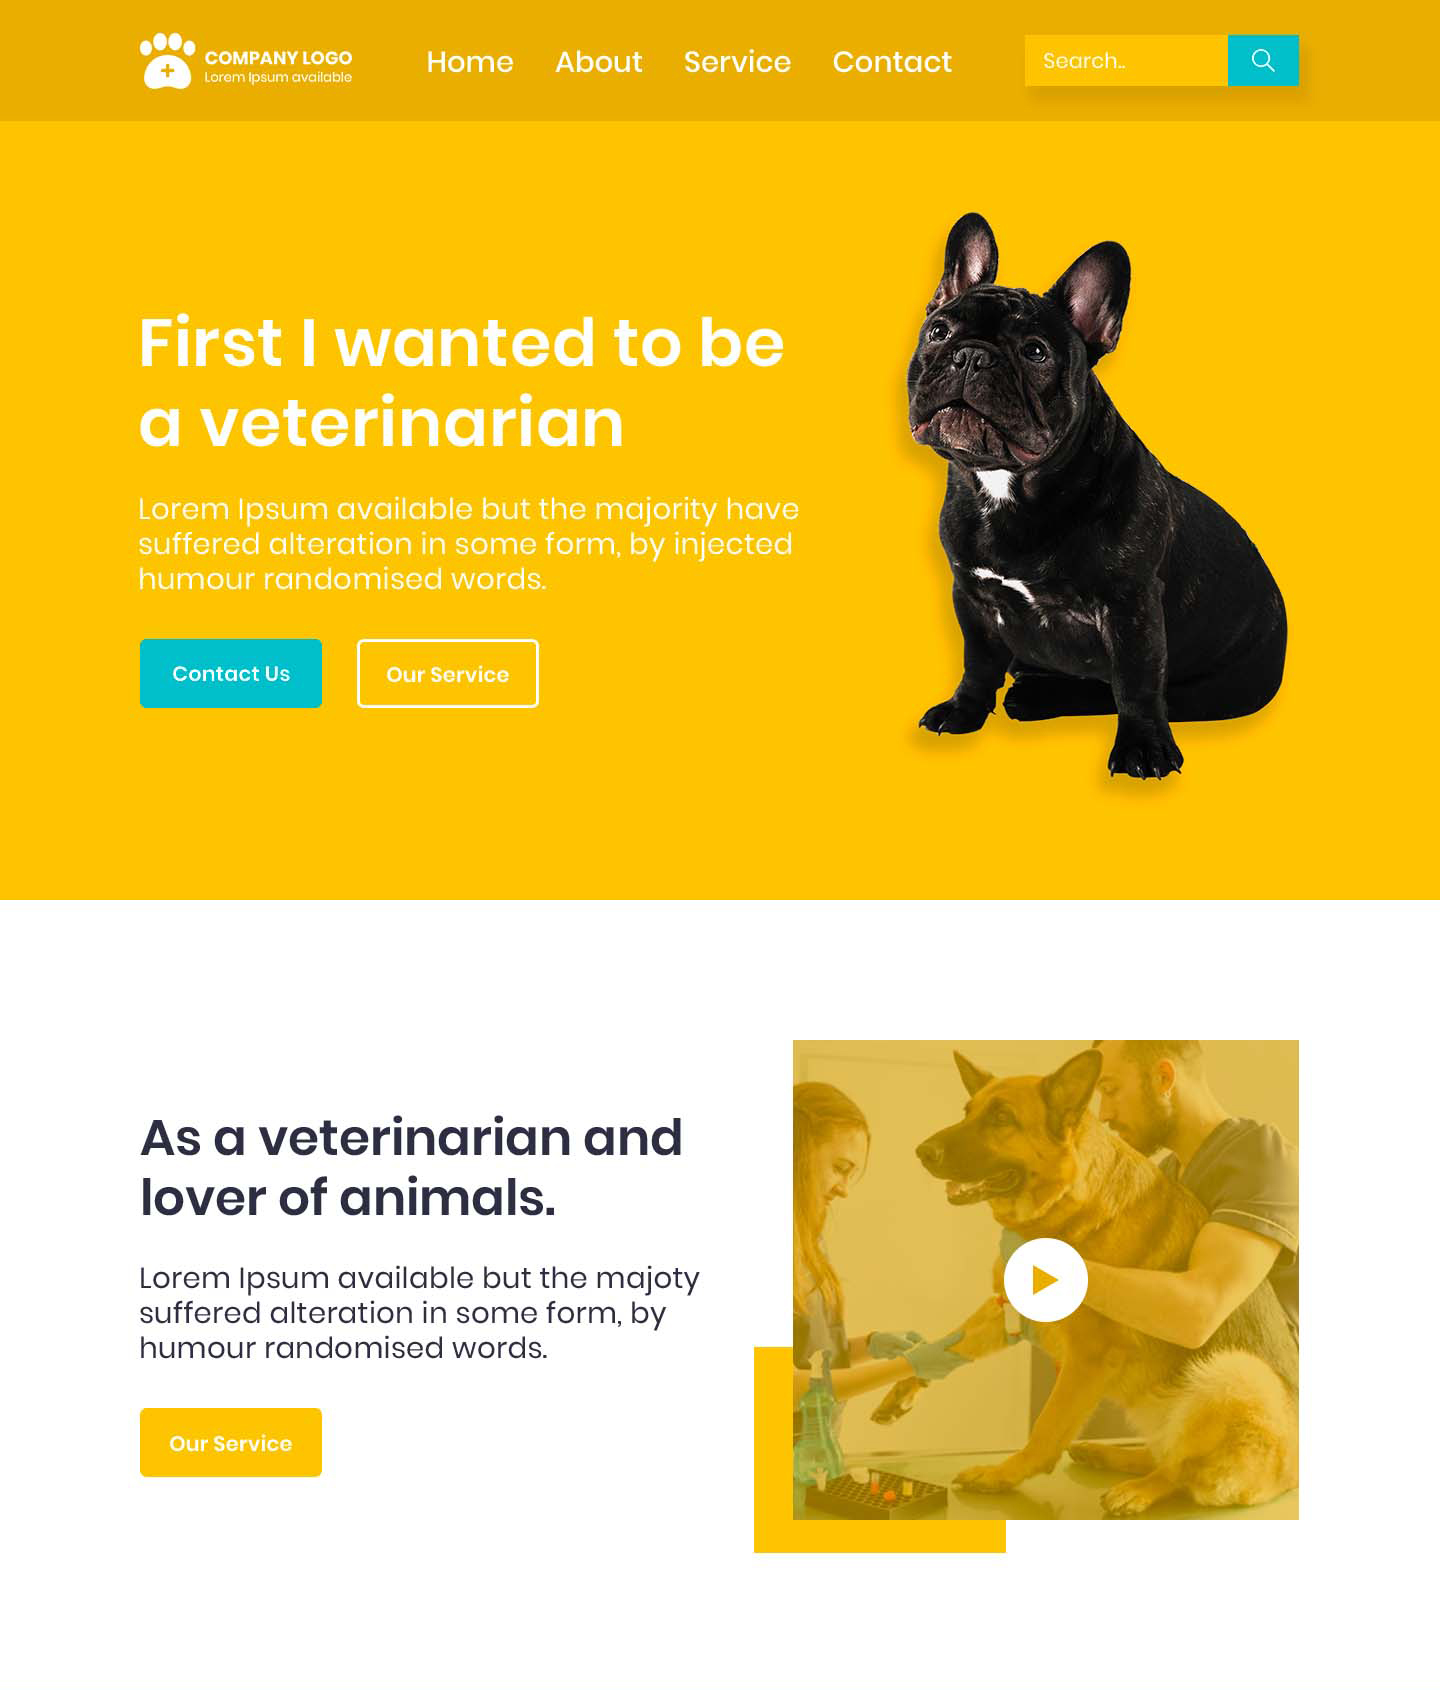 COMPANY LOGO
Lorem Ipsum available
Home About Service Contact
Search..
First I wanted to be
a veterinarian
Lorem Ipsum available but the majority have
suffered alteration in some form, by injected
humour randomised words.
Contact Us
Our Service
As a veterinarian and
lover of animals.
Lorem Ipsum available but the majoty
suffered alteration in some form, by
humour randomised words.
Our Service